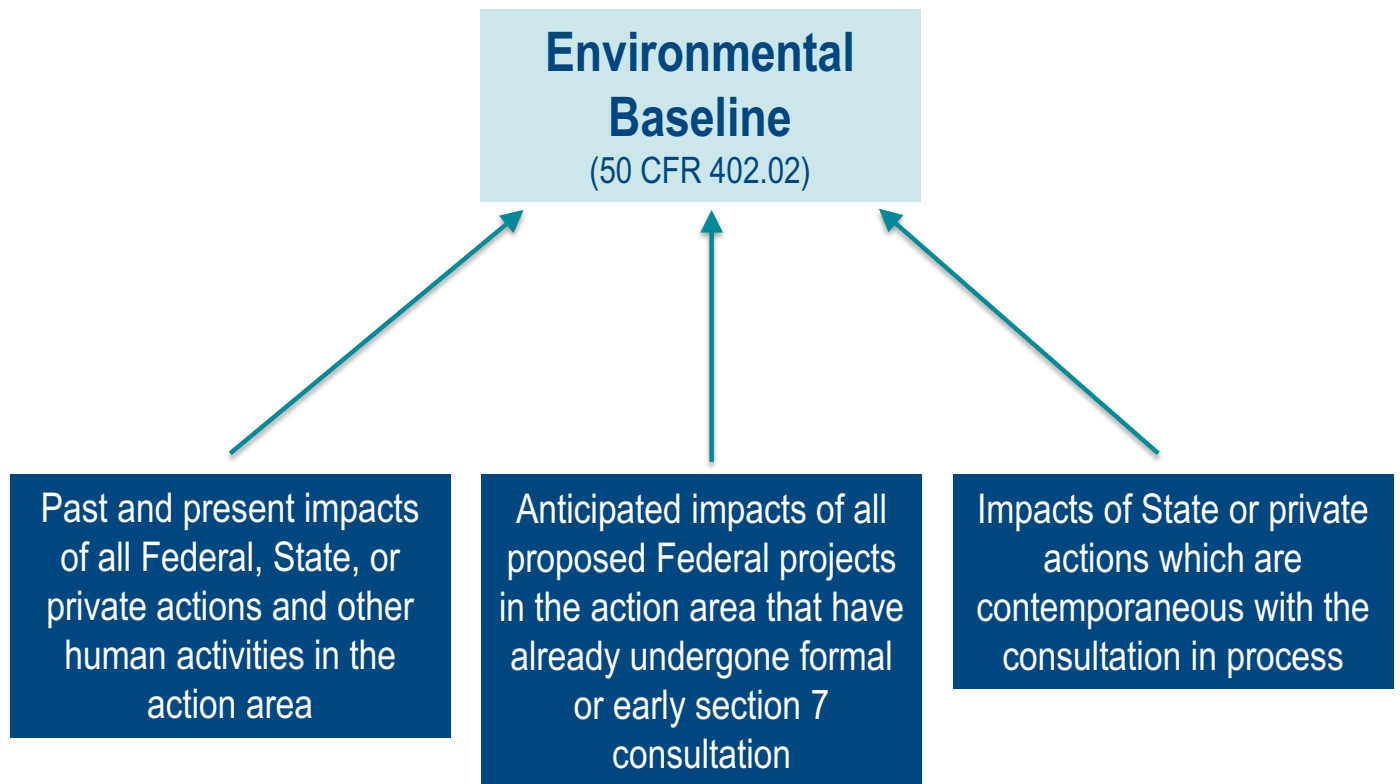 Environmental
Baseline
(50 CFR 402.02)
Past and present impacts
of all Federal, State, or
private actions and other
human activities in the
action area
Anticipated impacts of all
proposed Federal projects
in the action area that have
already undergone formal
or early section 7
consultation
Impacts of State or private
actions which are
contemporaneous with the
consultation in process